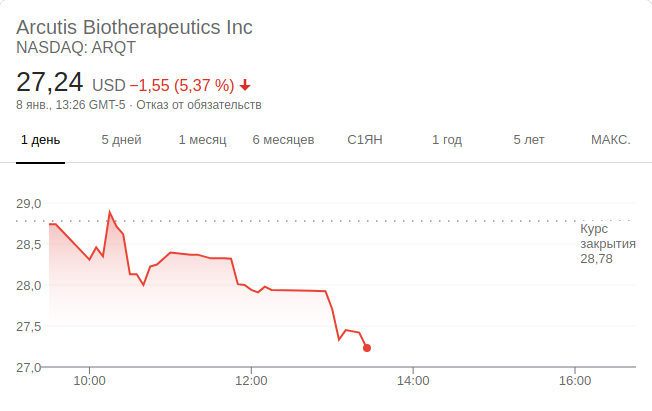 Arcutis Biotherapeutics Inc
NASDAQ: ARQT
27,24 USD −1,55 (5,37 %)
8 янв., 13:26 GMT-5 · Отказ от обязательств
1 день 5 дней 1 месяц 6 месяцев С1ЯН 1 год 5 лет МАКС.
29,0
Курс
закрытия
28,78
28,5
28,0
27,5
27,0
10:00 12:00 14:00 16:00